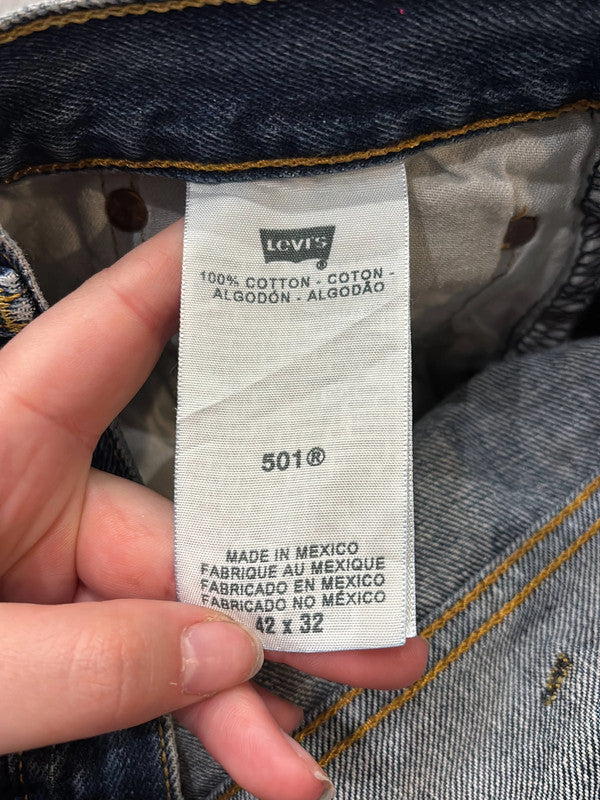 Levi's
®
100% COTTON - COTON -
ALGODÓN - ALGODÃO
501®
MADE IN MEXICO
FABRIQUE AU MEXIQUE
FABRICADO EN MEXICO
FABRICADO NO MÉXICO
42 x 32